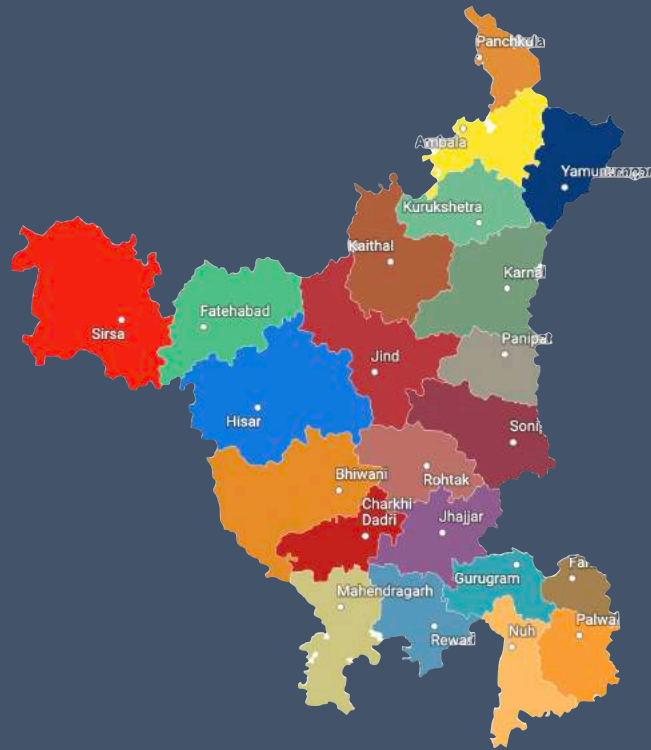 Panchkula
Ambala
Kurukshetra
Kaithal
Karnal
Sirsa
Fatehabad
Jind
Hisar
Bhiwani
Rohtak
Charkhi
Dadri
Jhajjar
Gurugram
Mahendragarh
Rewari
Nuh
Palwal